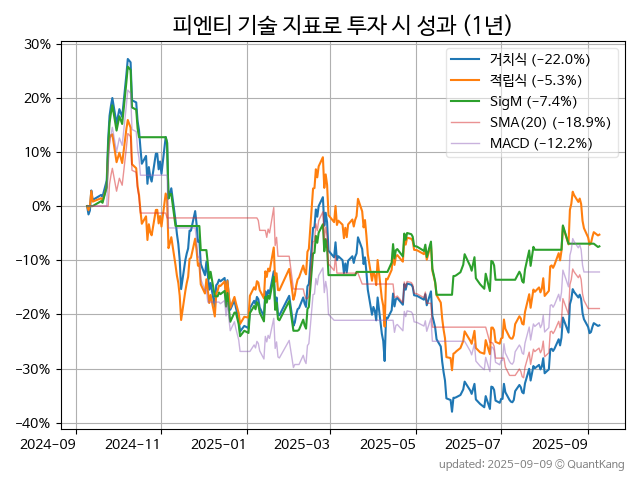 피엔티 기술 지표로 투자 시 성과 (1년)
30%
20%
10%
0%
−10%
−20%
−30%
−40%
거치식 (−22.0%)
적립식 (−5.3%)
SigM (−7.4%)
SMA(20) (−18.9%)
MACD (−12.2%)
2024-09
2024-11
2025-01
2025-03
2025-05
2025-07
2025-09
updated: 2025-09-09 ⓒ QuantKang